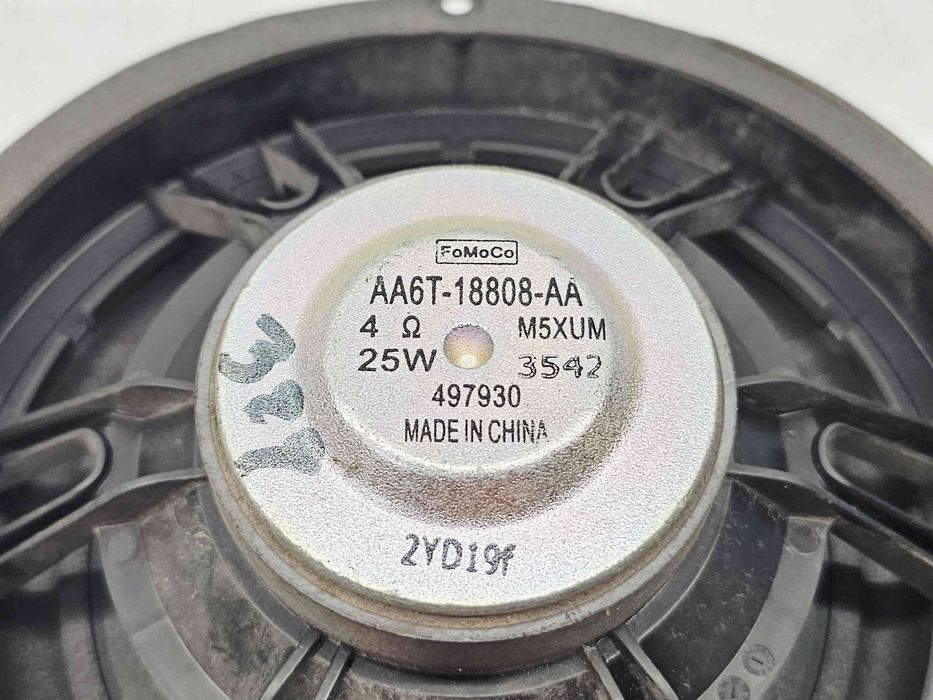 FoMoCo
AA6T-18808-AA
4 Ω M5XUM
25W 3542
497930
MADE IN CHINA
2YD19f